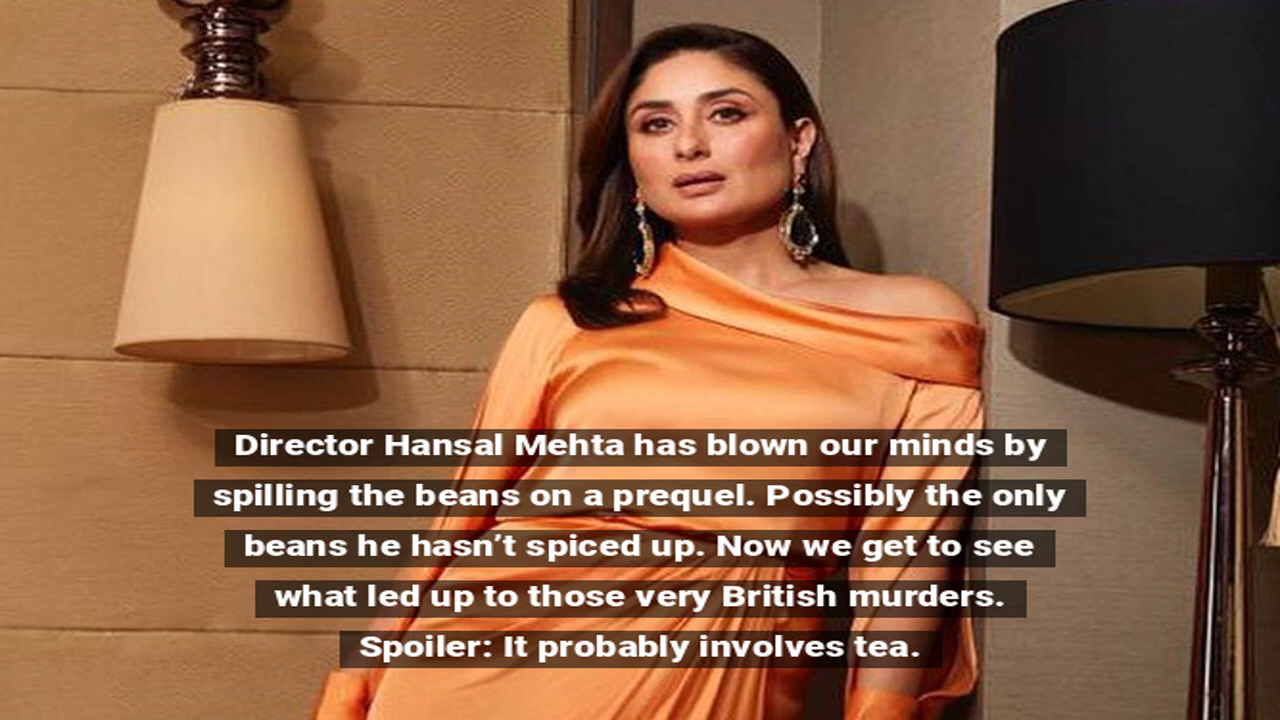 Director Hansal Mehta has blown our minds by
spilling the beans on a prequel. Possibly the only
beans he hasn’t spiced up. Now we get to see
what led up to those very British murders.
Spoiler: It probably involves tea.